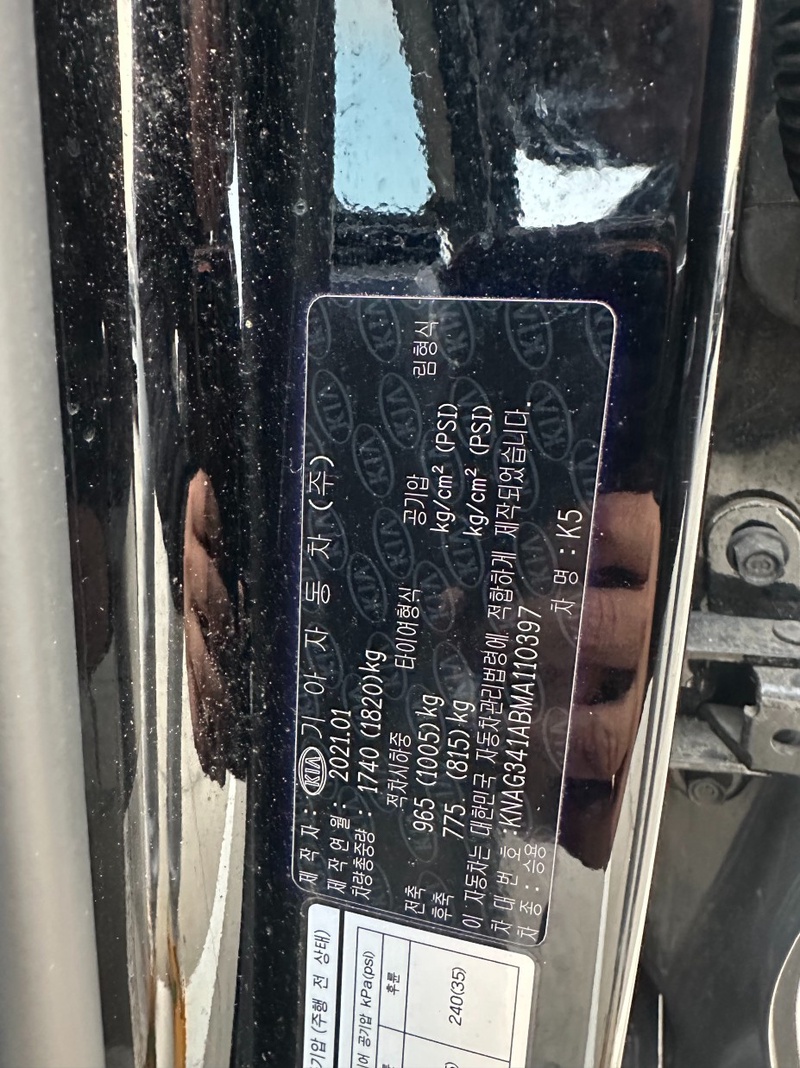 제 작 자 : KIA 기 아 자 동 차 (주)
제 작 연 월 : 2021.01
차량총중량 : 1740 (1820)kg
적차시하중 타이어형식 공기압 림형식
전축 965 (1005)kg kg/cm² (PSI)
후축 775 (815)kg kg/cm² (PSI)
이 자동차는 대한민국 자동차관리법령에 적합하게 제작되었습니다.
차 대 번 호 : KNAG341ABMA110397
차 종 : 승용 차 명 : K5
기압 (주행 전 상태)
공기압 kPa(psi)
후륜
240(35)